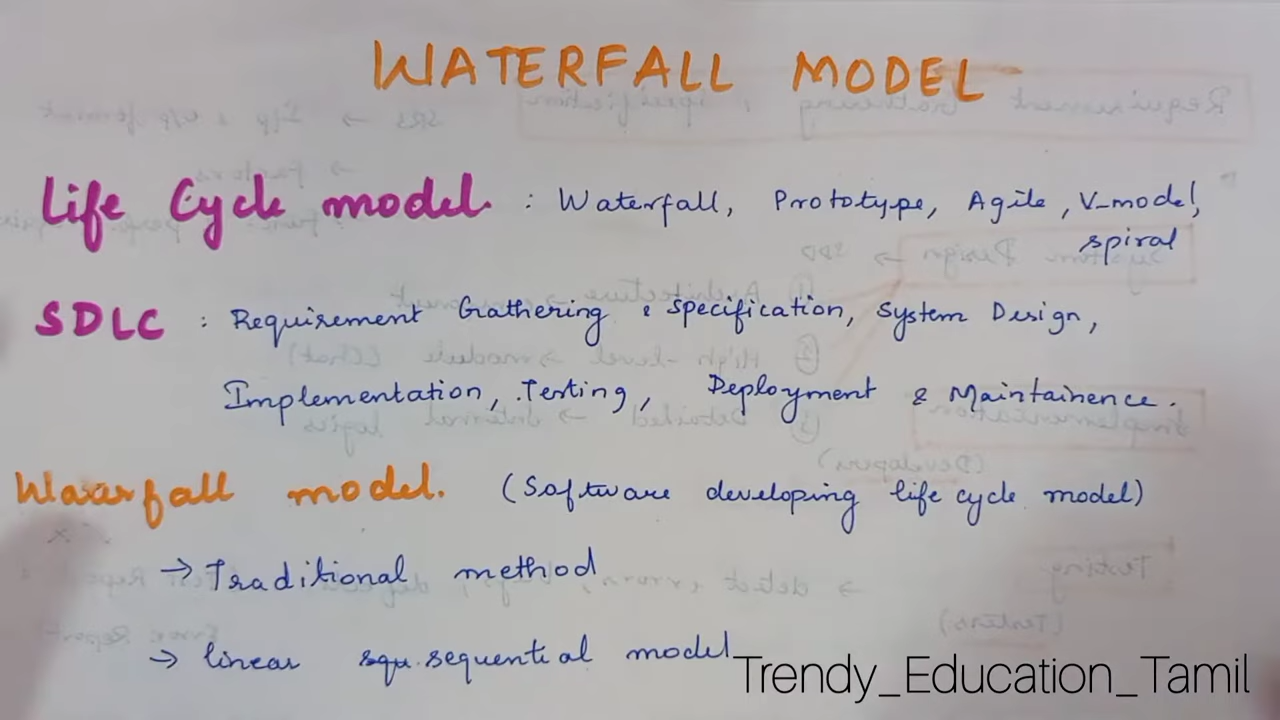 WATERFALL MODEL
Life Cycle model. : Waterfall, Prototype, Agile, V-model,
spiral
SDLC : Requirement Gathering & specification, System Design,
Implementation, Testing, Deployment & Maintainence.
model. (Software developing life cycle model)
→ Traditional method
→ linear squ.sequential model
Trendy_Education_Tamil